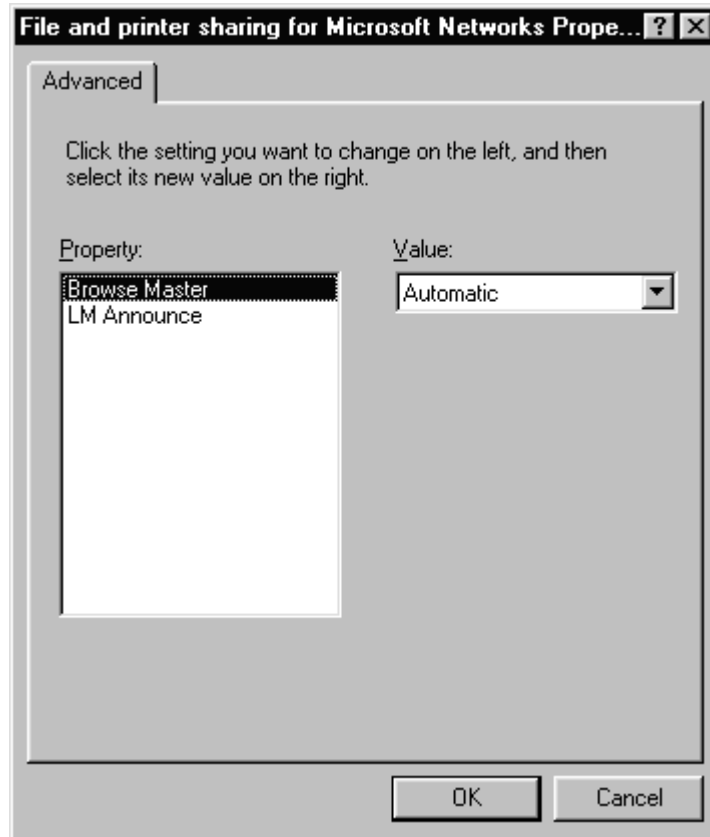 File and printer sharing for Microsoft Networks Prope...
Advanced
Click the setting you want to change on the left, and then
select its new value on the right.
Property:
Value:
Browse Master
LM Announce
Automatic
OK
Cancel